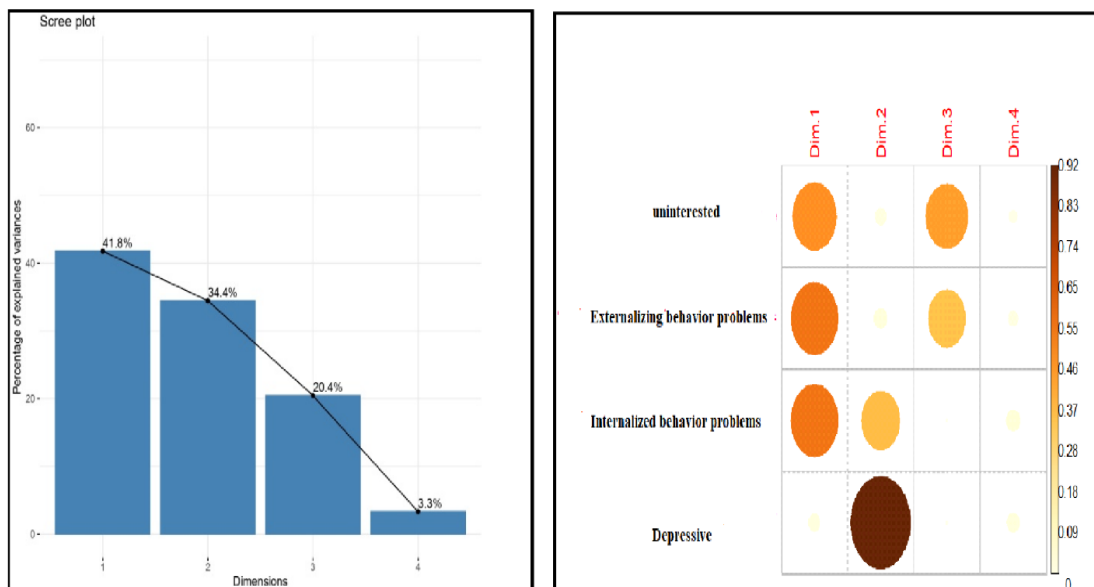 Scree plot
Percentage of explained variances
60
40
20
0
41.8%
34.4%
20.4%
3.3%
1 2 3 4
Dimensions
Dim.1 Dim.2 Dim.3 Dim.4
uninterested
Externalizing behavior problems
Internalized behavior problems
Depressive
0.92
0.83
0.74
0.65
0.55
0.46
0.37
0.28
0.18
0.09
0